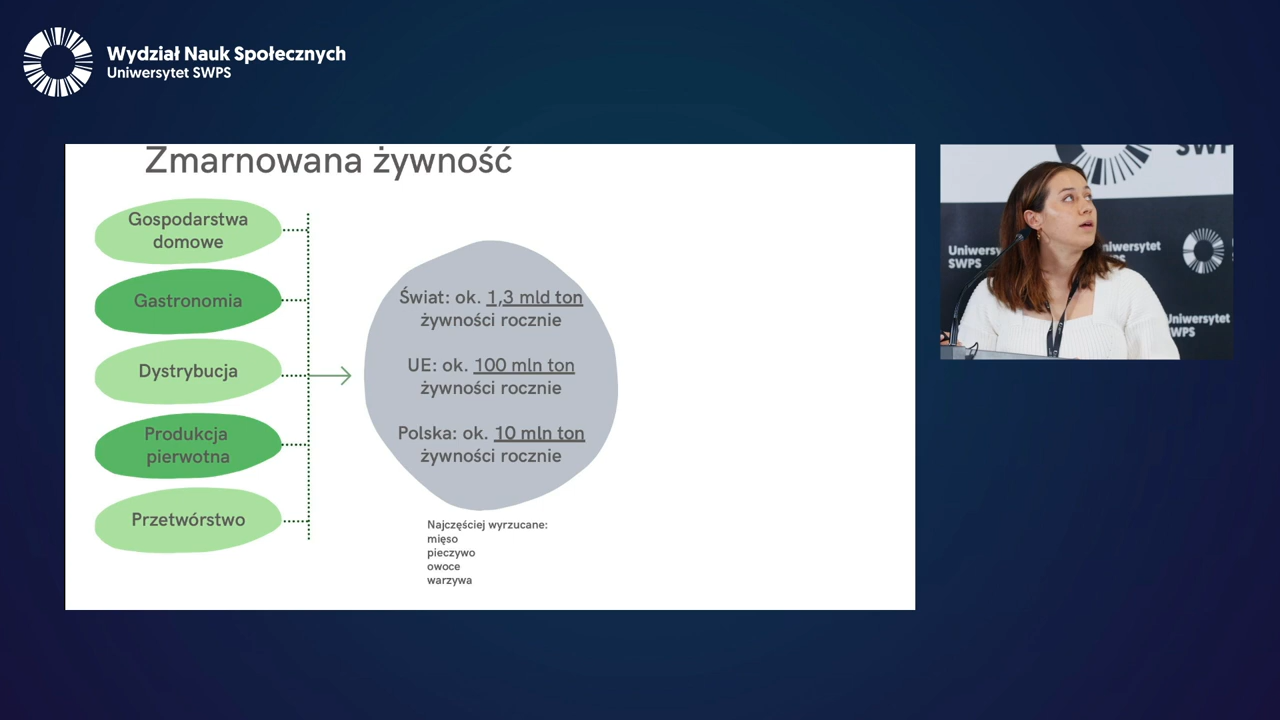 Wydział Nauk Społecznych
Uniwersytet SWPS
Zmarnowana żywność
Gospodarstwa
domowe
Gastronomia
Dystrybucja
Produkcja
pierwotna
Przetwórstwo
Świat: ok. 1,3 mld ton
żywności rocznie
UE: ok. 100 mln ton
żywności rocznie
Polska: ok. 10 mln ton
żywności rocznie
Najczęściej wyrzucane:
mięso
pieczywo
owoce
warzywa
SWPS
Uniwersytet
SWPS